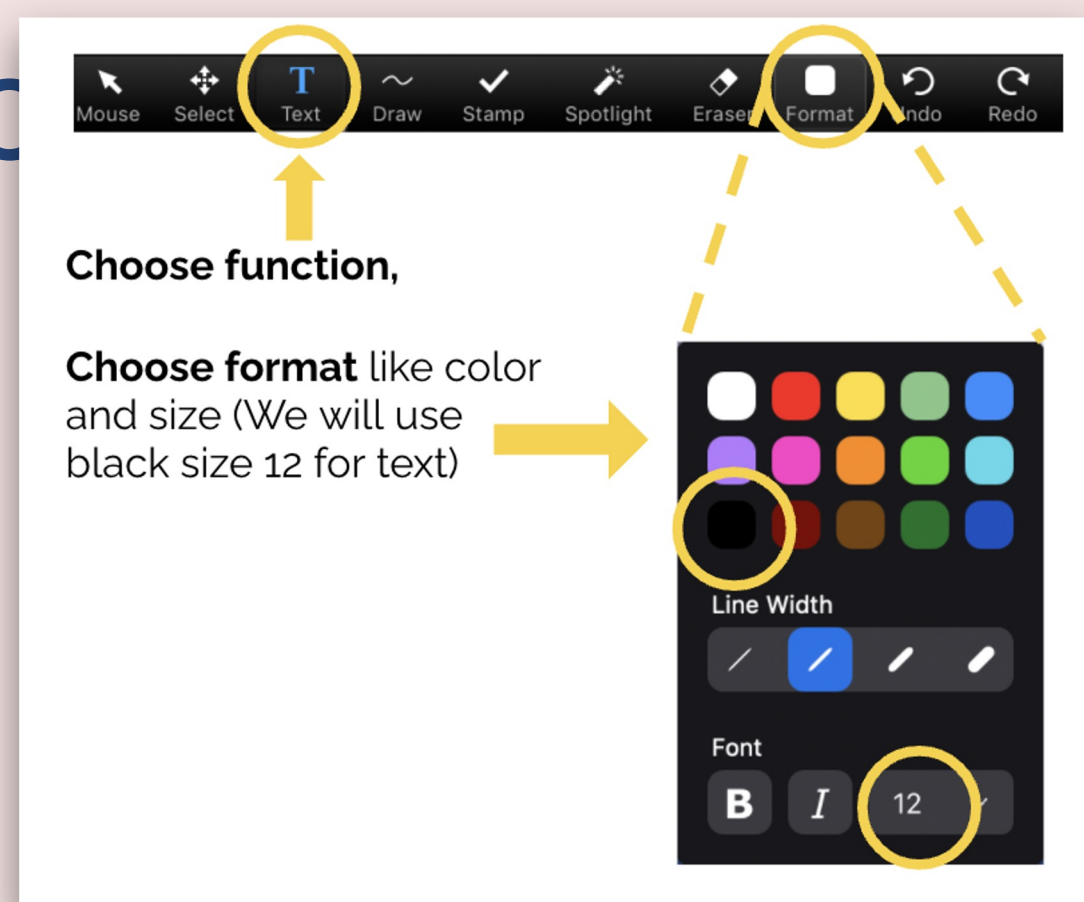 Mouse Select Text Draw Stamp Spotlight Eraser Format Undo Redo
Choose function,
Choose format like color
and size (We will use
black size 12 for text)
Line Width
Font
B I 12